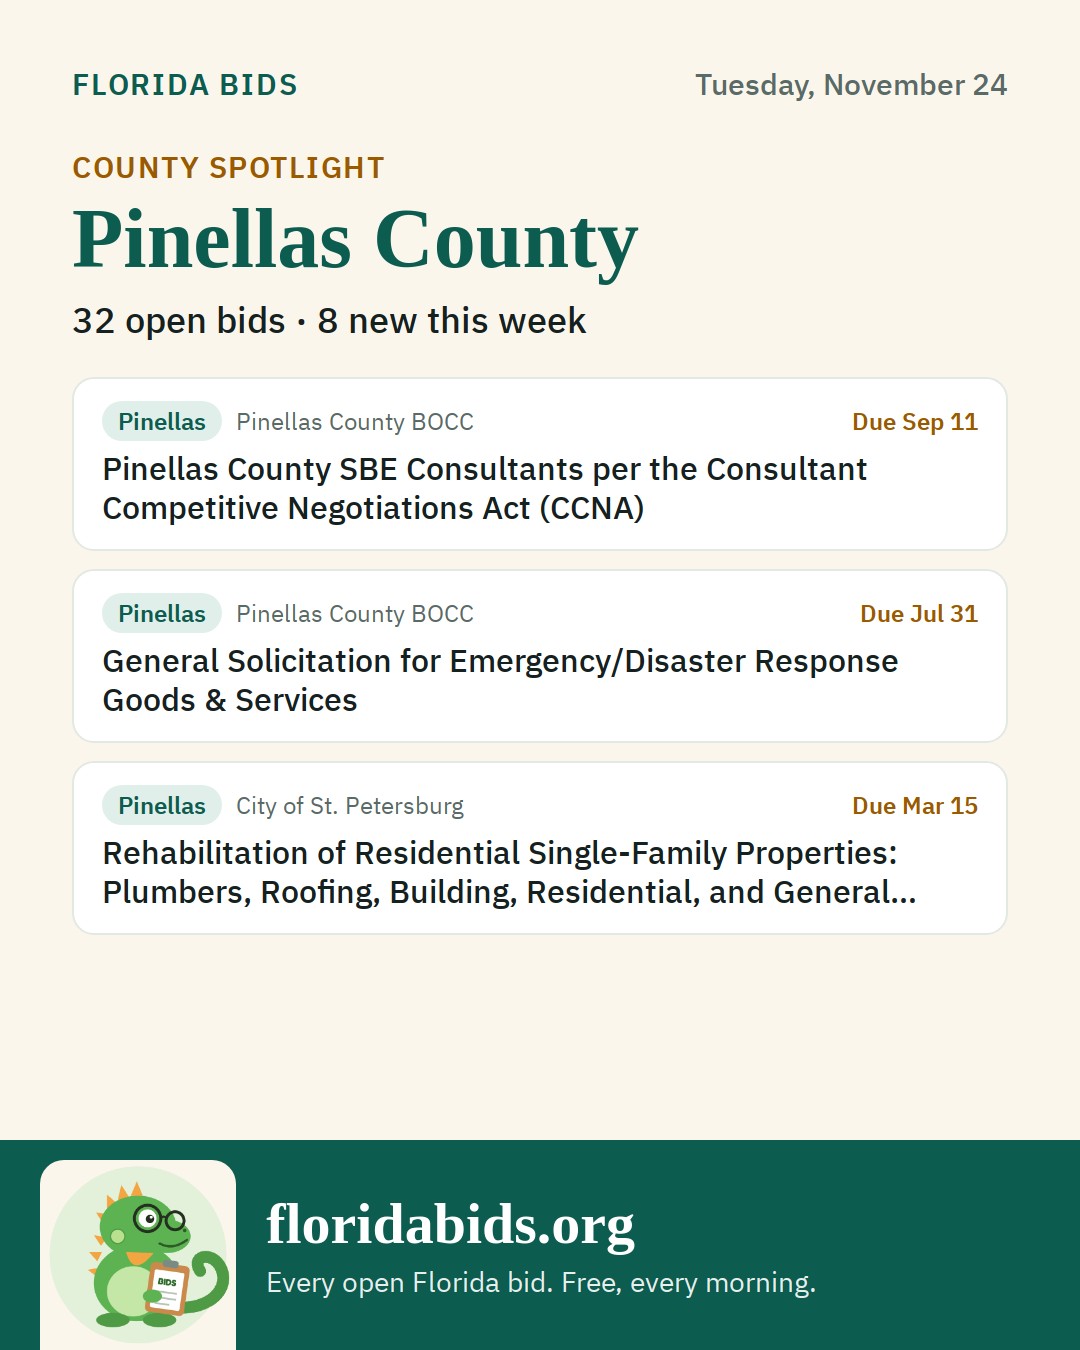 FLORIDA BIDS
Tuesday, November 24
COUNTY SPOTLIGHT
Pinellas County
32 open bids · 8 new this week
Pinellas Pinellas County BOCC Due Sep 11
Pinellas County SBE Consultants per the Consultant
Competitive Negotiations Act (CCNA)
Pinellas Pinellas County BOCC Due Jul 31
General Solicitation for Emergency/Disaster Response
Goods & Services
Pinellas City of St. Petersburg Due Mar 15
Rehabilitation of Residential Single-Family Properties:
Plumbers, Roofing, Building, Residential, and General...
BIDS
floridabids.org
Every open Florida bid. Free, every morning.